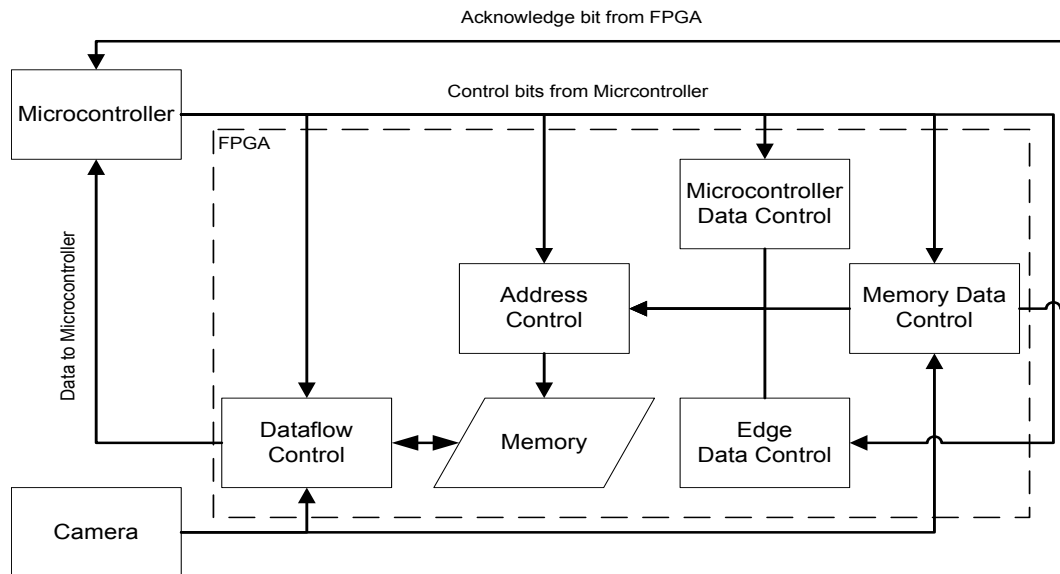 Acknowledge bit from FPGA
Microcontroller
Control bits from Micrcontroller
FPGA
Microcontroller
Data Control
Address
Control
Memory Data
Control
Data to Microcontroller
Dataflow
Control
Memory
Edge
Data Control
Camera